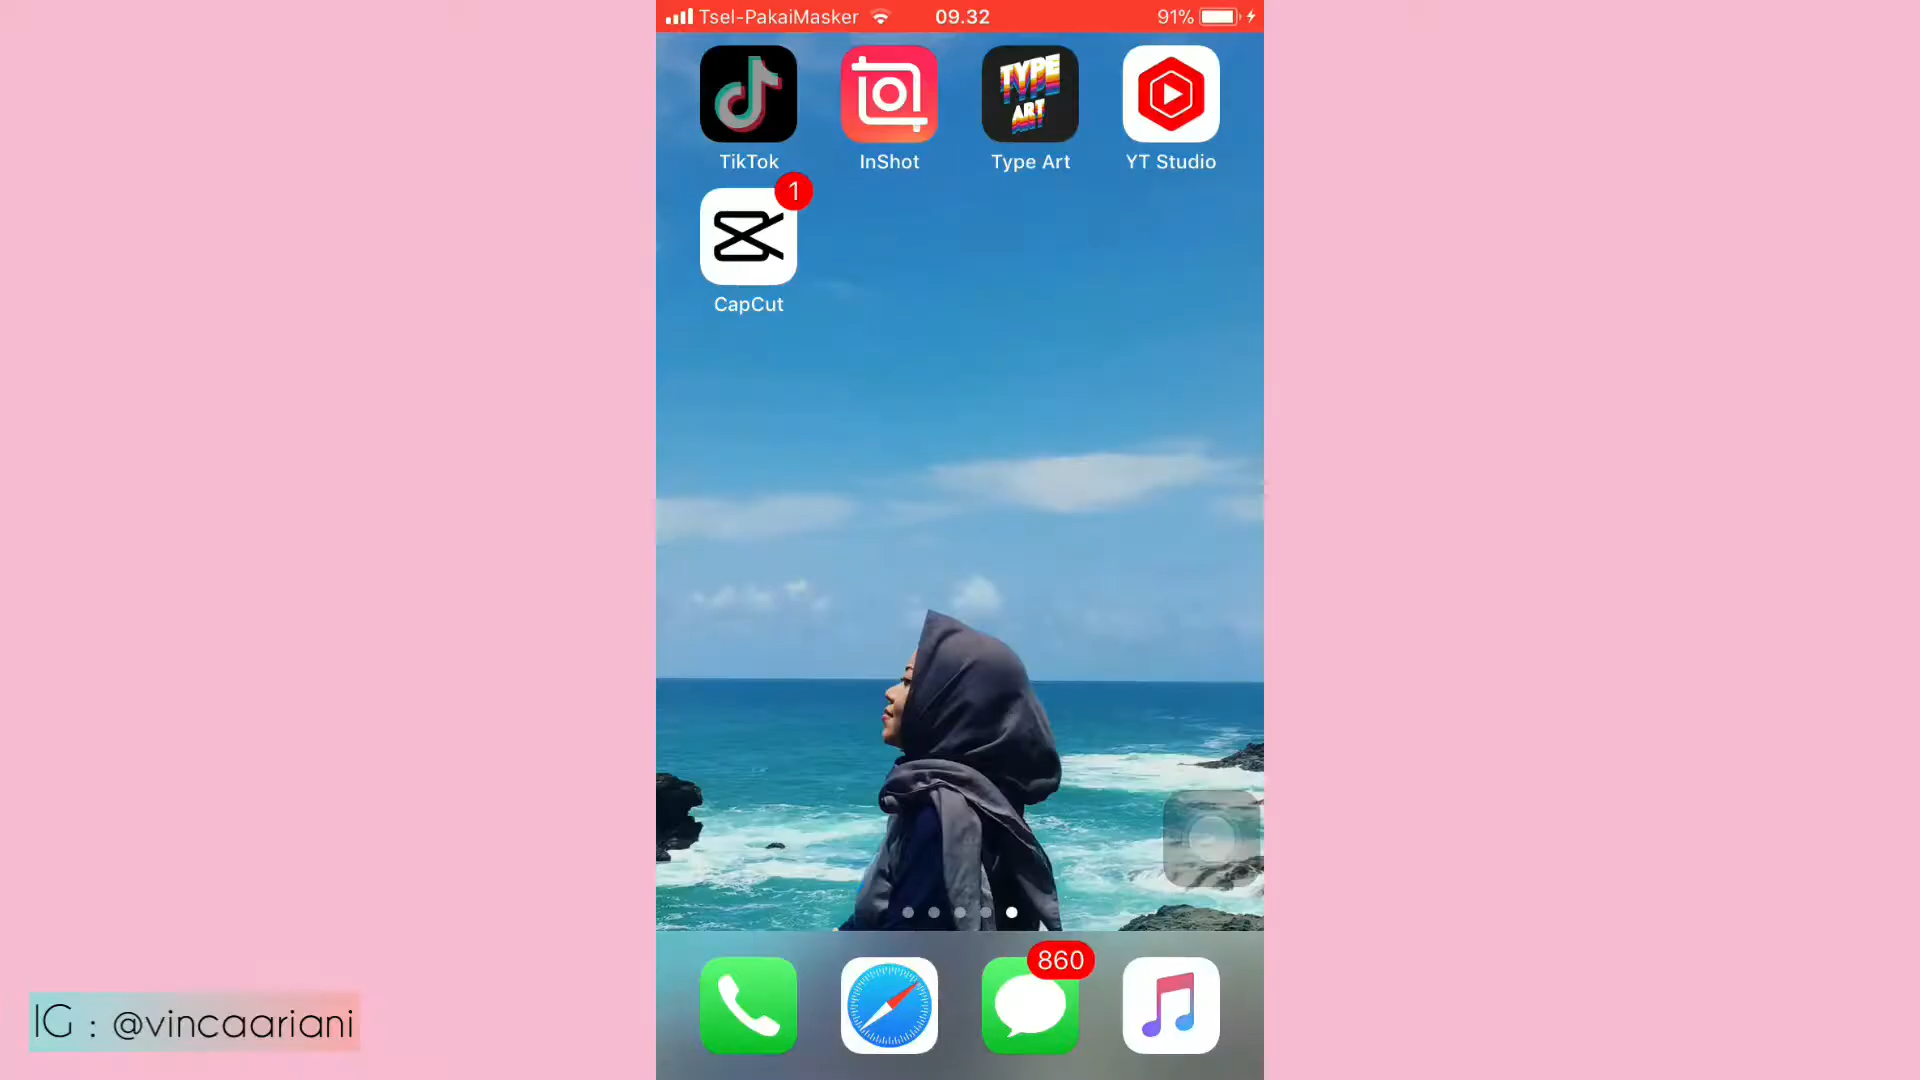 Tsel-PakaiMasker 09.32 91%
TYPE
ART
TikTok InShot Type Art YT Studio
1
CapCut
860
IG : @vincaariani